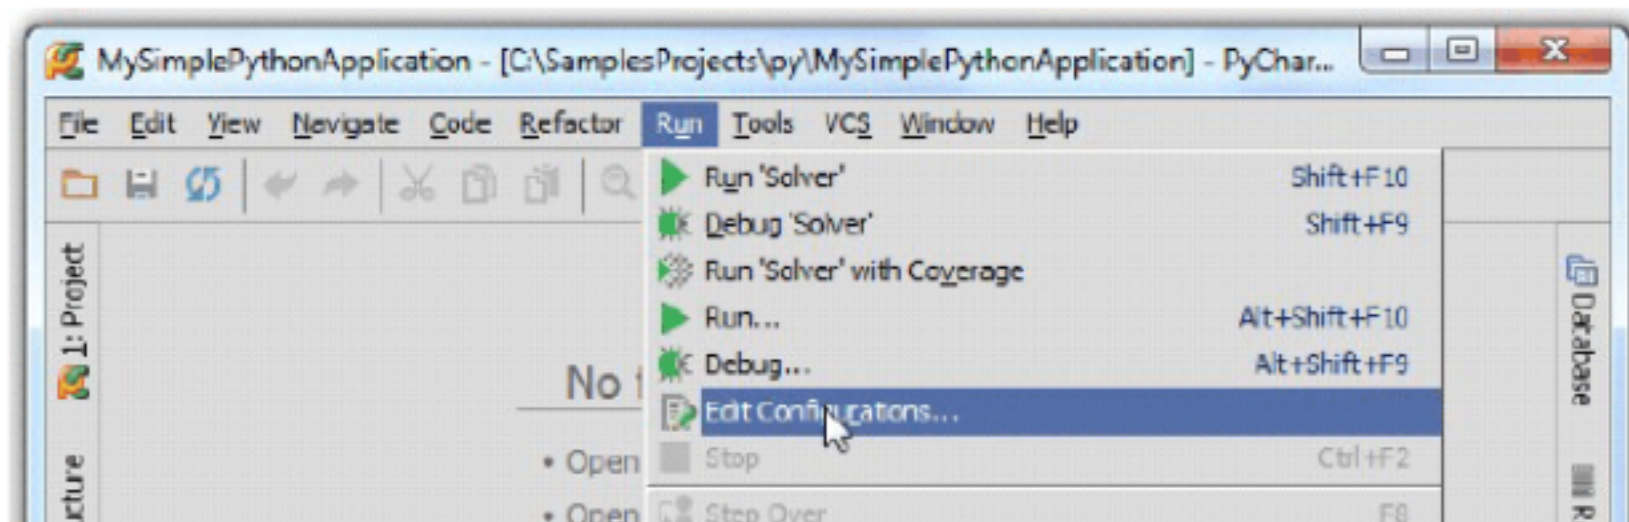 MySimplePythonApplication - [C:\SamplesProjects\py\MySimplePythonApplication] - PyChar...
File Edit View Navigate Code Refactor Run Tools VCS Window Help
Run 'Solver' Shift+F10
Debug 'Solver' Shift+F9
Run 'Solver' with Coverage
Run... Alt+Shift+F10
Debug... Alt+Shift+F9
Edit Configurations...
Stop Ctrl+F2
Step Over F8
1: Project
ucture
No
• Open
• Open
Database
R